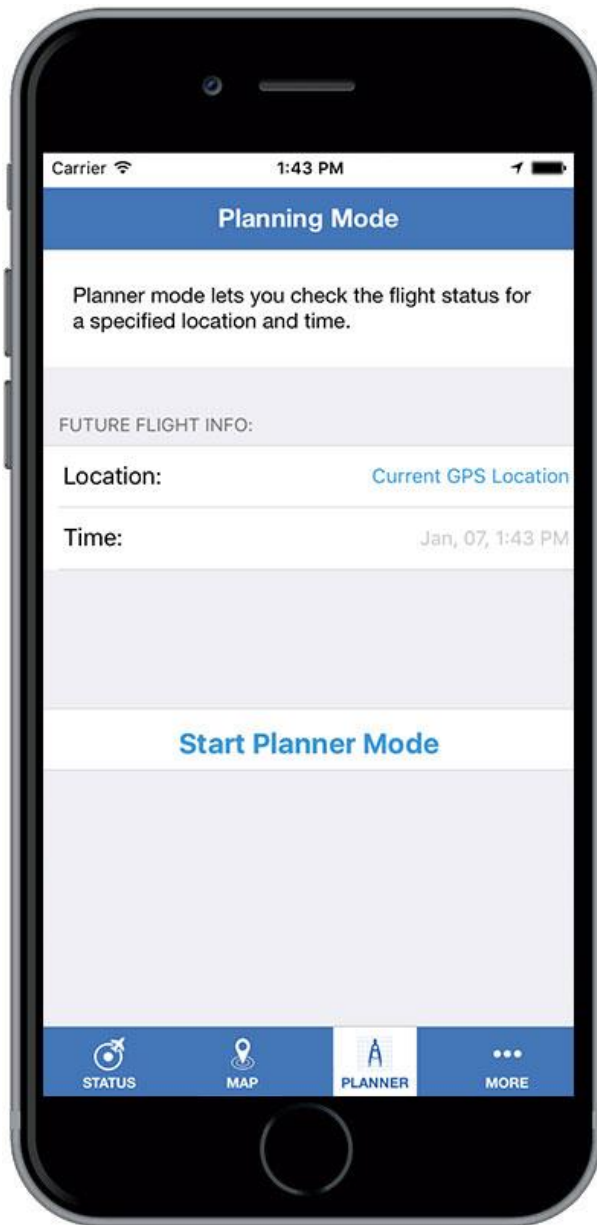 Carrier 1:43 PM
Planning Mode
Planner mode lets you check the flight status for
a specified location and time.
FUTURE FLIGHT INFO:
Location: Current GPS Location
Time: Jan, 07, 1:43 PM
Start Planner Mode
STATUS MAP PLANNER MORE